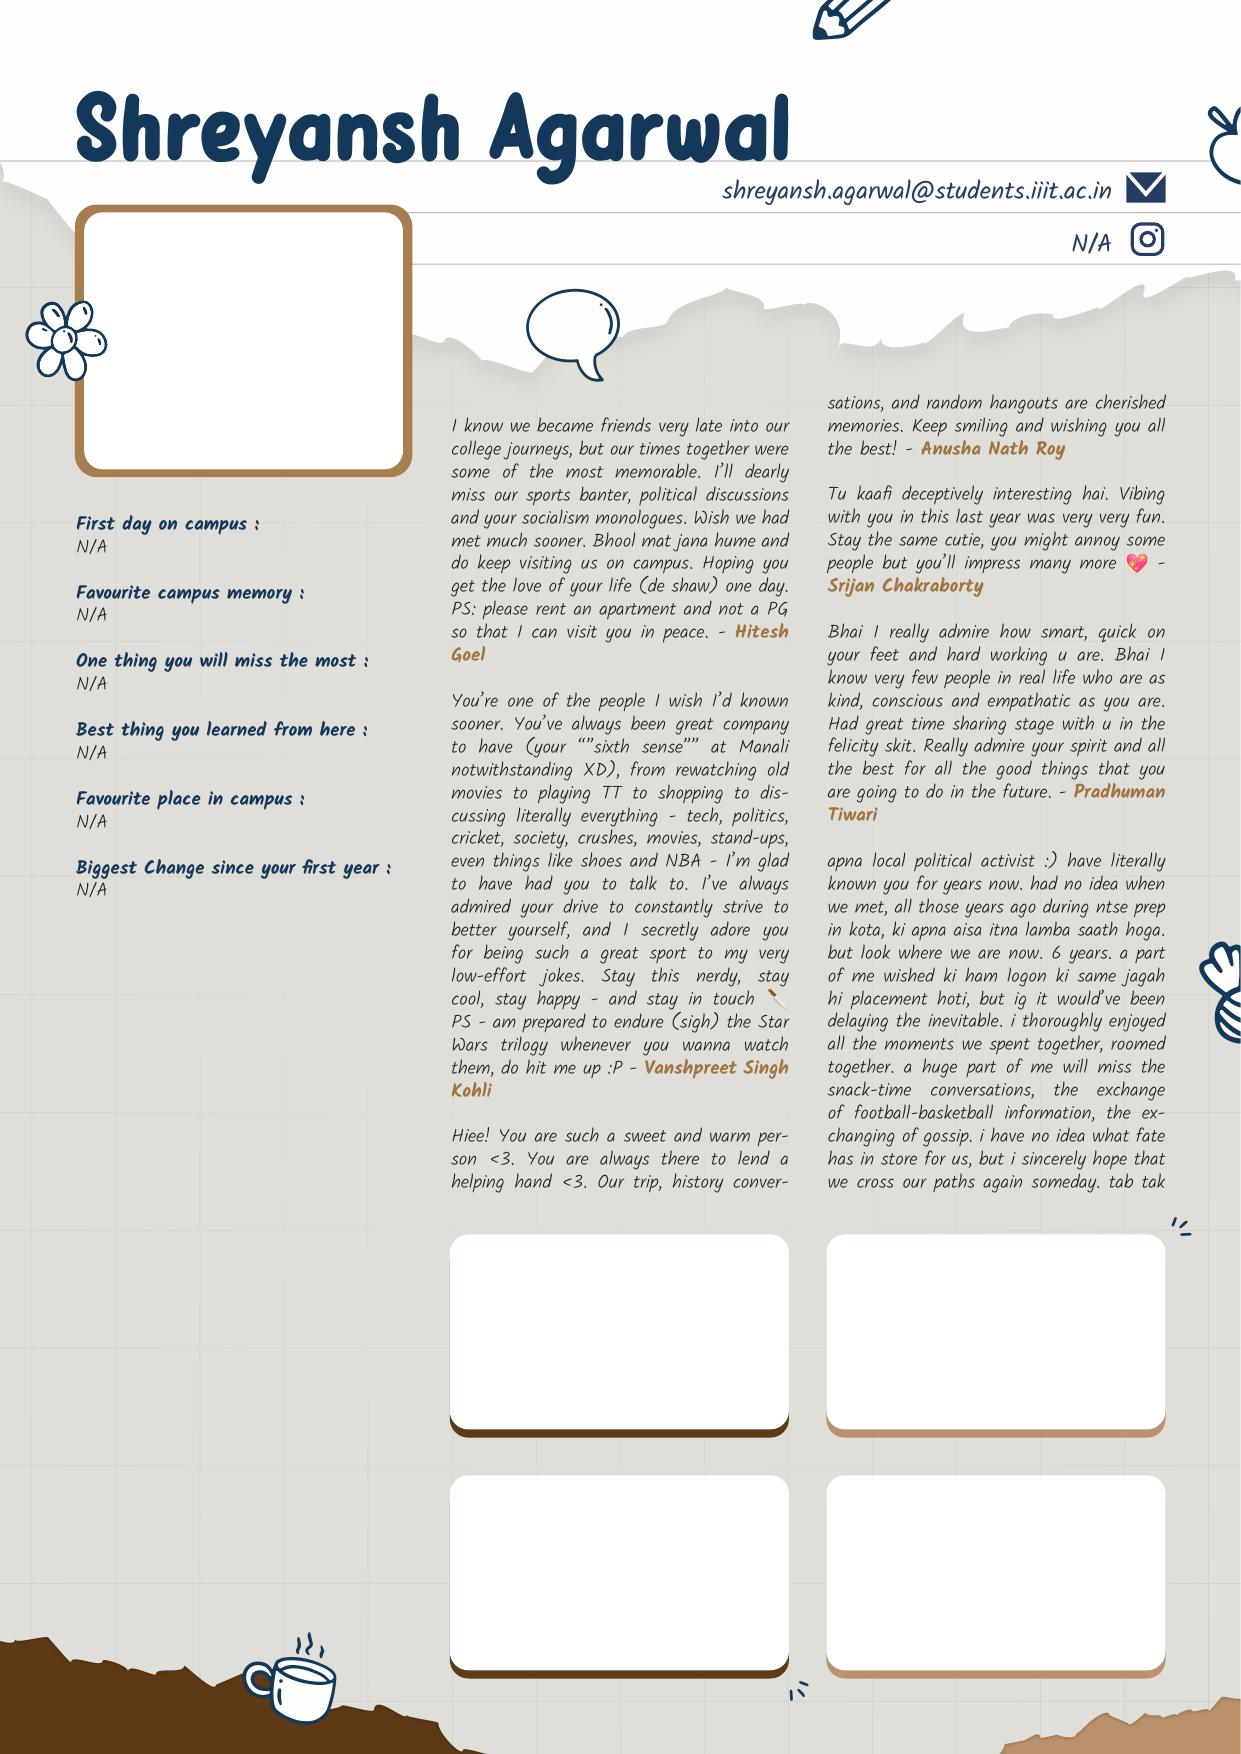 Shreyansh Agarwal
shreyansh.agarwal@students.iiit.ac.in
N/A
First day on campus :
N/A
Favourite campus memory :
N/A
One thing you will miss the most :
N/A
Best thing you learned from here :
N/A
Favourite place in campus :
N/A
Biggest Change since your first year :
N/A
I know we became friends very late into our
college journeys, but our times together were
some of the most memorable. I'll dearly
miss our sports banter, political discussions
and your socialism monologues. Wish we had
met much sooner. Bhool mat jana hume and
do keep visiting us on campus. Hoping you
get the love of your life (de shaw) one day.
PS: please rent an apartment and not a PG
so that I can visit you in peace. - Hitesh
Goel
You're one of the people I wish I'd known
sooner. You've always been great company
to have (your “”sixth sense”” at Manali
notwithstanding XD), from rewatching old
movies to playing TT to shopping to dis-
cussing literally everything - tech, politics,
cricket, society, crushes, movies, stand-ups,
even things like shoes and NBA - I'm glad
to have had you to talk to. I've always
admired your drive to constantly strive to
better yourself, and I secretly adore you
for being such a great sport to my very
low-effort jokes. Stay this nerdy, stay
cool, stay happy - and stay in touch 🔪
PS - am prepared to endure (sigh) the Star
Wars trilogy whenever you wanna watch
them, do hit me up :P - Vanshpreet Singh
Kohli
Hiee! You are such a sweet and warm per-
son <3. You are always there to lend a
helping hand <3. Our trip, history conver-
sations, and random hangouts are cherished
memories. Keep smiling and wishing you all
the best! - Anusha Nath Roy
Tu kaafi deceptively interesting hai. Vibing
with you in this last year was very very fun.
Stay the same cutie, you might annoy some
people but you'll impress many more 💖 -
Srijan Chakraborty
Bhai I really admire how smart, quick on
your feet and hard working u are. Bhai I
know very few people in real life who are as
kind, conscious and empathatic as you are.
Had great time sharing stage with u in the
felicity skit. Really admire your spirit and all
the best for all the good things that you
are going to do in the future. - Pradhuman
Tiwari
apna local political activist :) have literally
known you for years now. had no idea when
we met, all those years ago during ntse prep
in kota, ki apna aisa itna lamba saath hoga.
but look where we are now. 6 years. a part
of me wished ki ham logon ki same jagah
hi placement hoti, but ig it would've been
delaying the inevitable. i thoroughly enjoyed
all the moments we spent together, roomed
together. a huge part of me will miss the
snack-time conversations, the exchange
of football-basketball information, the ex-
changing of gossip. i have no idea what fate
has in store for us, but i sincerely hope that
we cross our paths again someday. tab tak